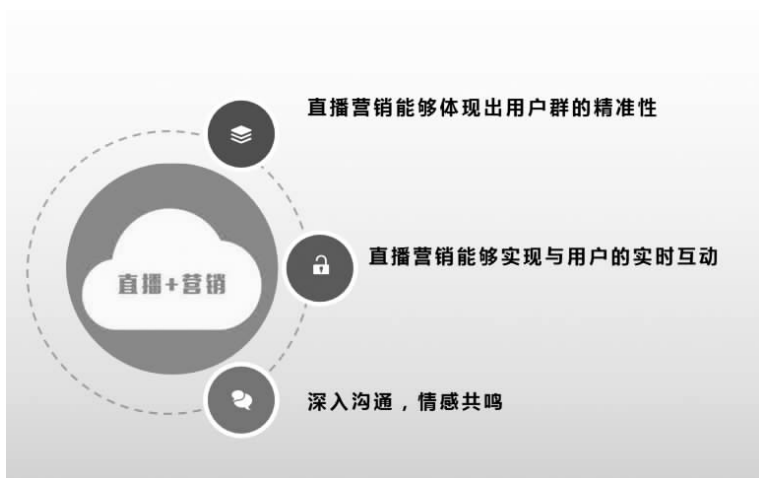 直播营销能够体现出用户群的精准性
直播营销能够实现与用户的实时互动
直播+营销
深入沟通，情感共鸣